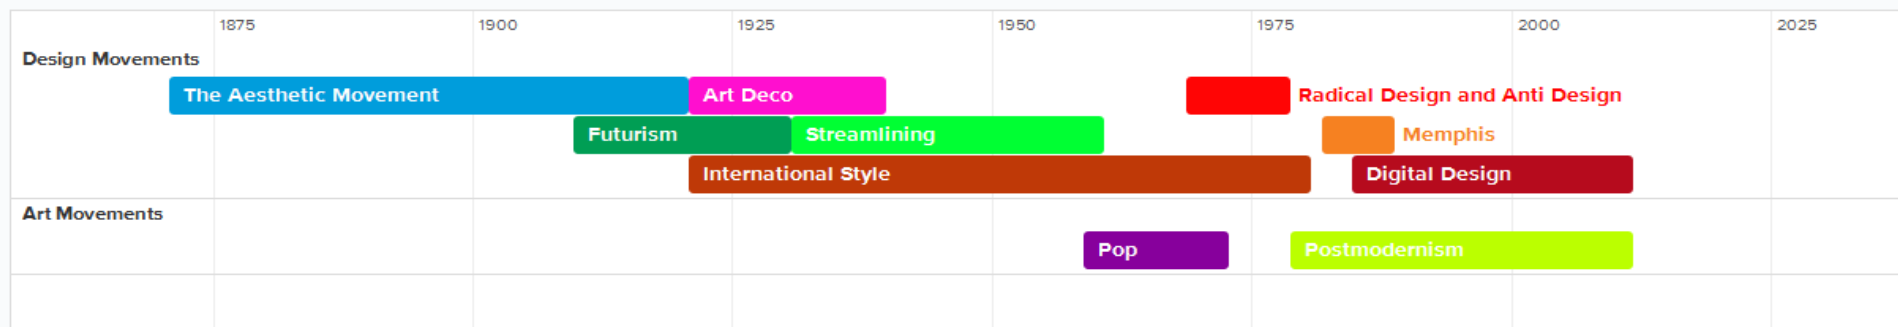 1875 1900 1925 1950 1975 2000 2025
Design Movements
The Aesthetic Movement Art Deco Radical Design and Anti Design
Futurism Streamlining Memphis
International Style Digital Design
Art Movements
Pop Postmodernism